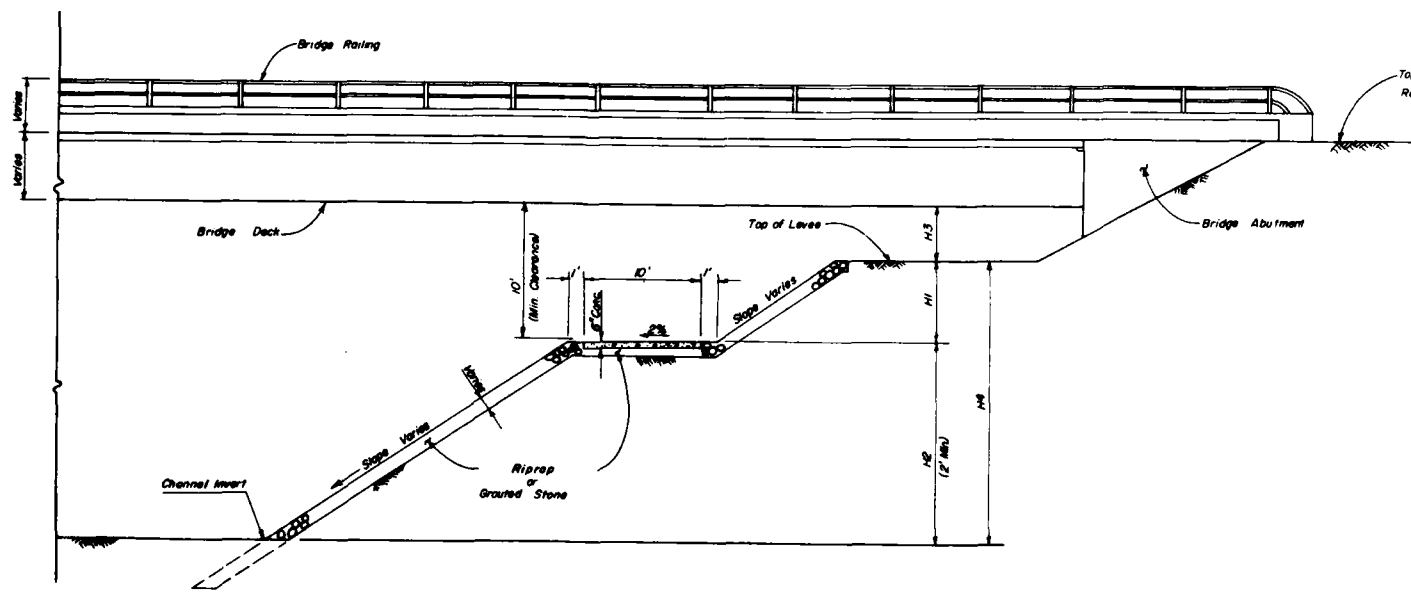 Bridge Railing
Varies
Varies
Bridge Deck
10'
(Min. Clearance)
1'
10'
1'
6" Conc.
2%
Slope Varies
Top of Levee
H3
H1
H2
(2' Min)
H4
Bridge Abutment
Varies
Slope Varies
Riprap
or
Grouted Stone
Channel Invert